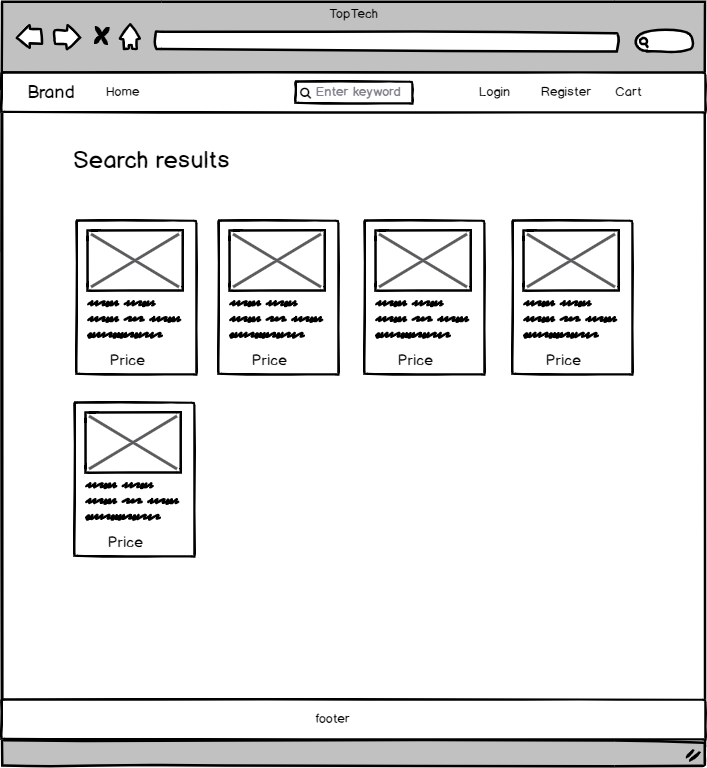 TopTech
Brand Home Enter keyword Login Register Cart
Search results
Price Price Price Price
Price
footer